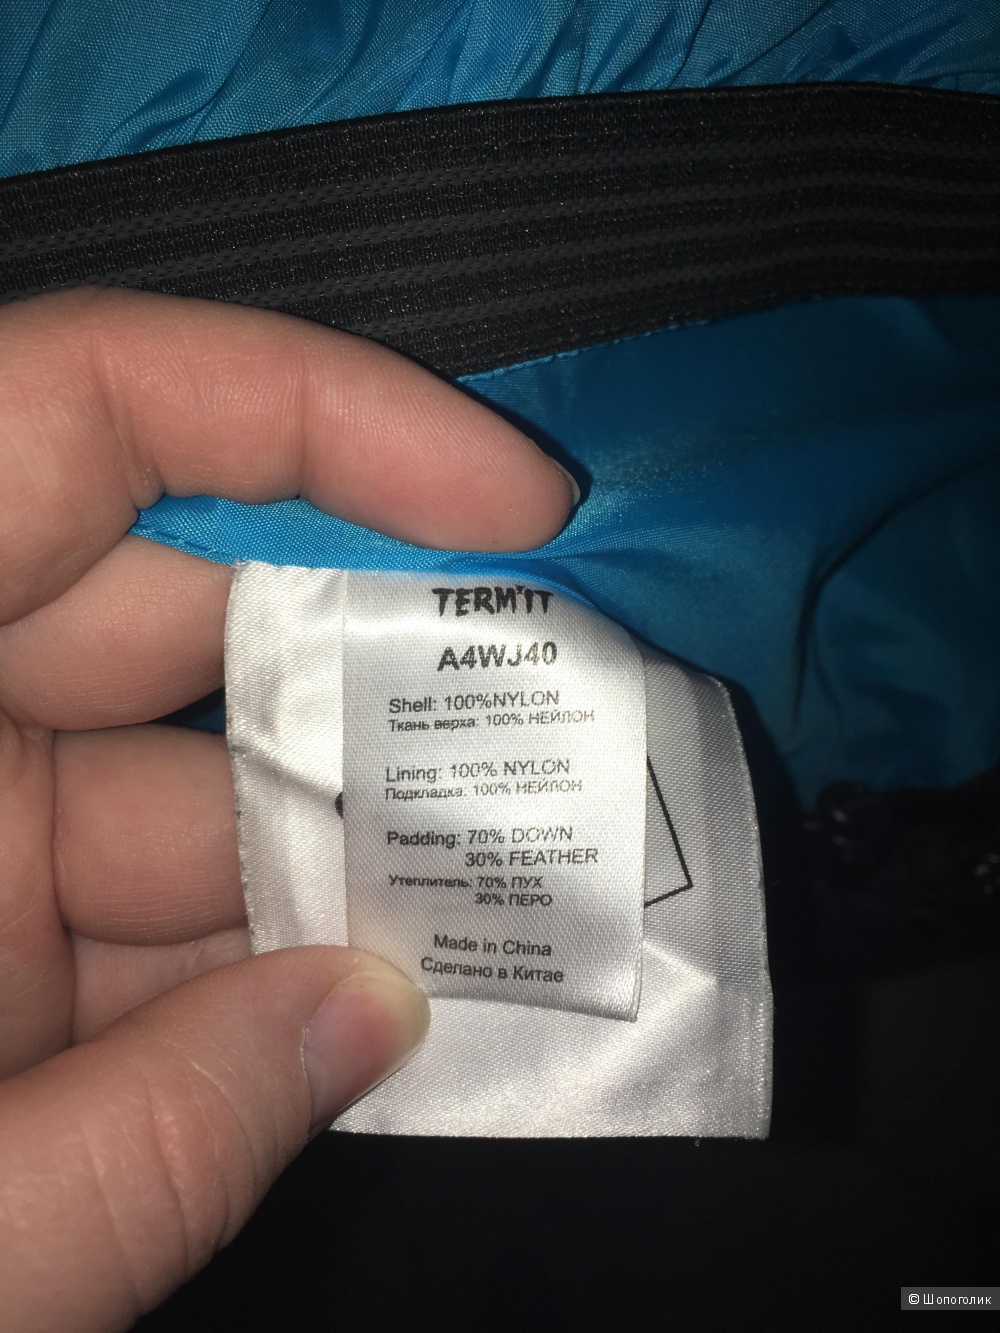 TERM'IT
A4WJ40
Shell: 100%NYLON
Ткань верха: 100% НЕЙЛОН
Lining: 100% NYLON
Подкладка: 100% НЕЙЛОН
Padding: 70% DOWN
30% FEATHER
Утеплитель: 70% ПУХ
30% ПЕРО
Made in China
Сделано в Китае
© Шопоголик